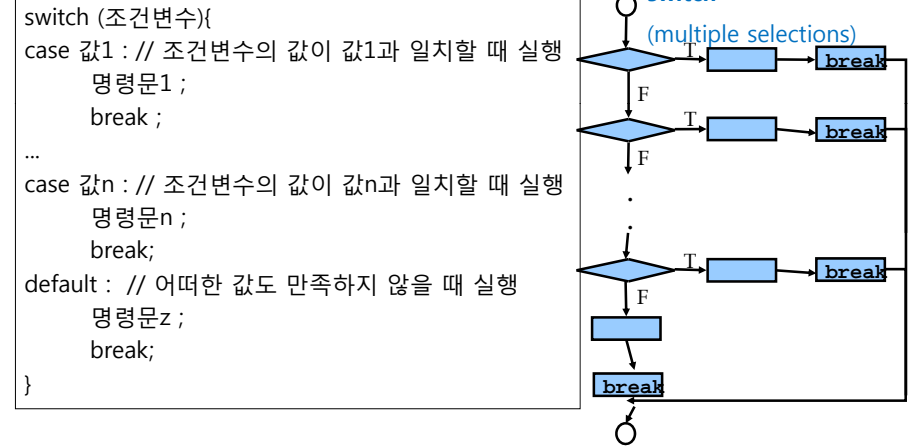 switch (조건변수){
case 값1 : // 조건변수의 값이 값1과 일치할 때 실행
명령문1 ;
break ;
...
case 값n : // 조건변수의 값이 값n과 일치할 때 실행
명령문n ;
break;
default : // 어떠한 값도 만족하지 않을 때 실행
명령문z ;
break;
}
(multiple selections)
T
break
F
T
break
F
.
.
T
break
F
break